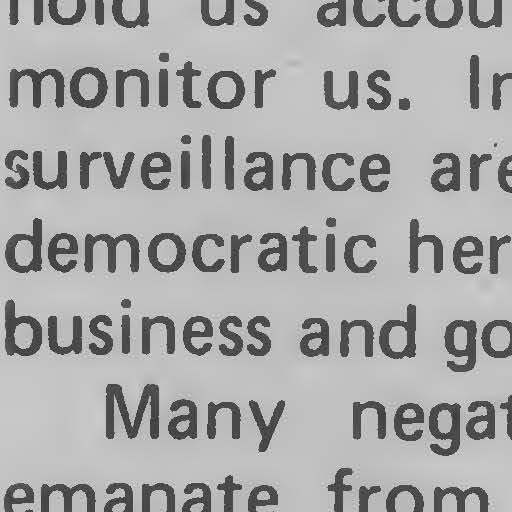 hold us accou
monitor us. In
surveillance are
democratic her
business and go
Many negat
emanate from